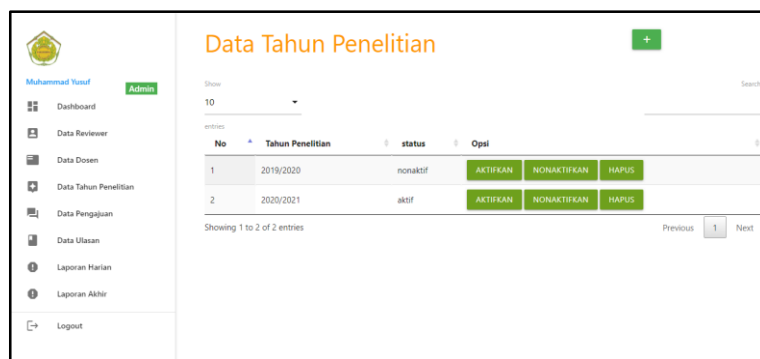 Muhammad Yusuf
Admin
Dashboard
Data Reviewer
Data Dosen
Data Tahun Penelitian
Data Pengajuan
Data Ulasan
Laporan Harian
Laporan Akhir
Logout
Data Tahun Penelitian
+
Show
10
entries
Search
No Tahun Penelitian status Opsi
1 2019/2020 nonaktif AKTIFKAN NONAKTIFKAN HAPUS
2 2020/2021 aktif AKTIFKAN NONAKTIFKAN HAPUS
Showing 1 to 2 of 2 entries
Previous 1 Next